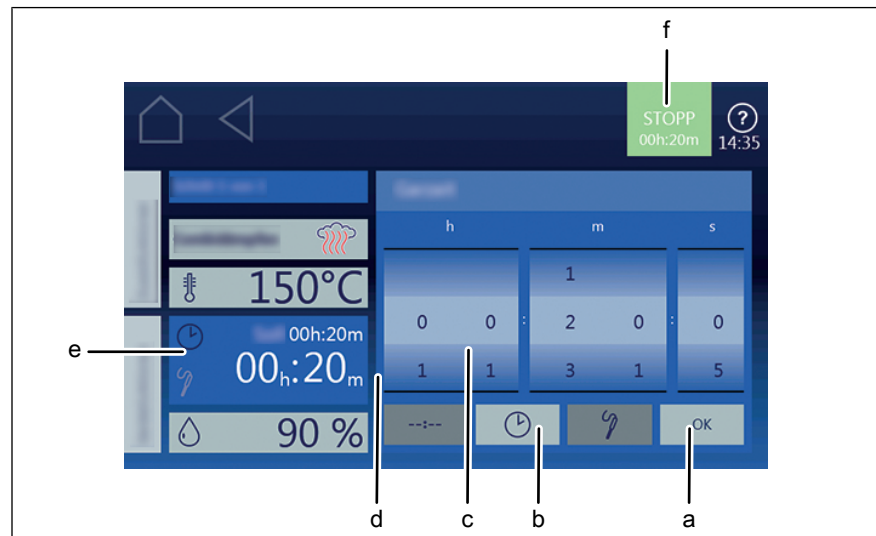 f
STOPP
00h:20m
?
14:35
h m s
150°C
1
00h:20m
e
00h:20m
0 0 : 2 0 : 0
1 1 3 1 5
90 %
--:--
OK
d c b a